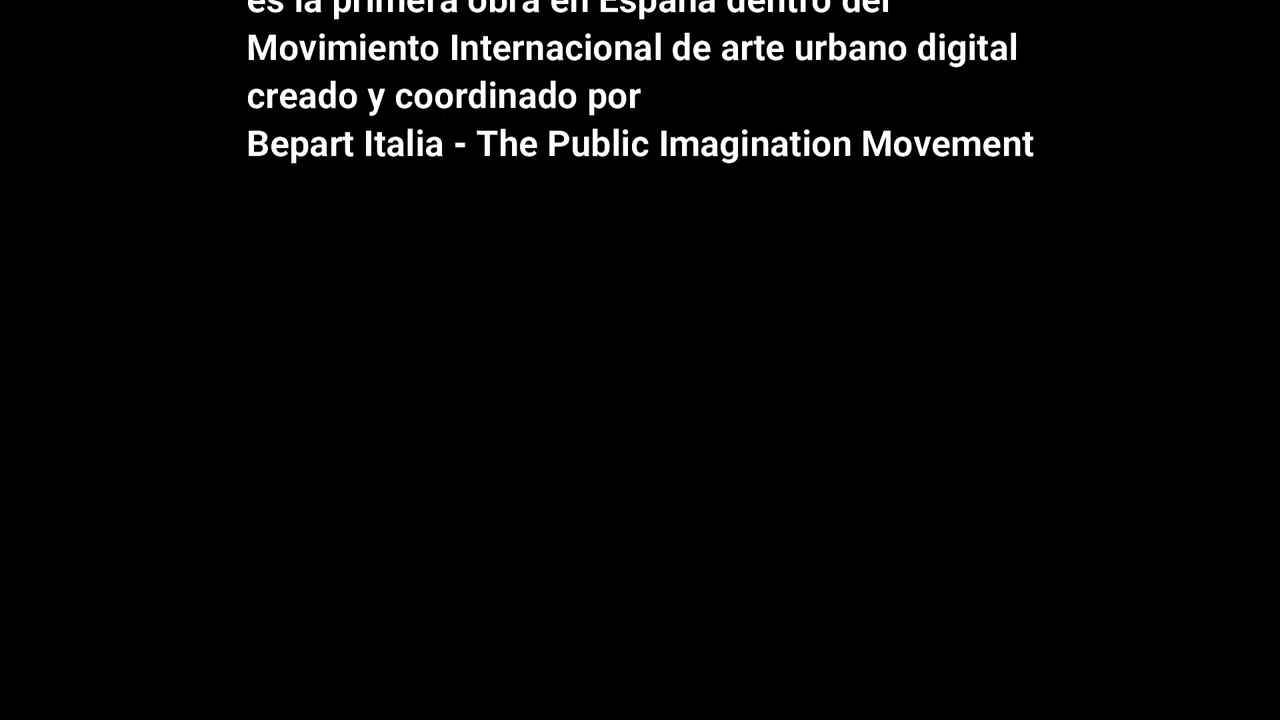 es la primera obra en España dentro del
Movimiento Internacional de arte urbano digital
creado y coordinado por
Bepart Italia - The Public Imagination Movement